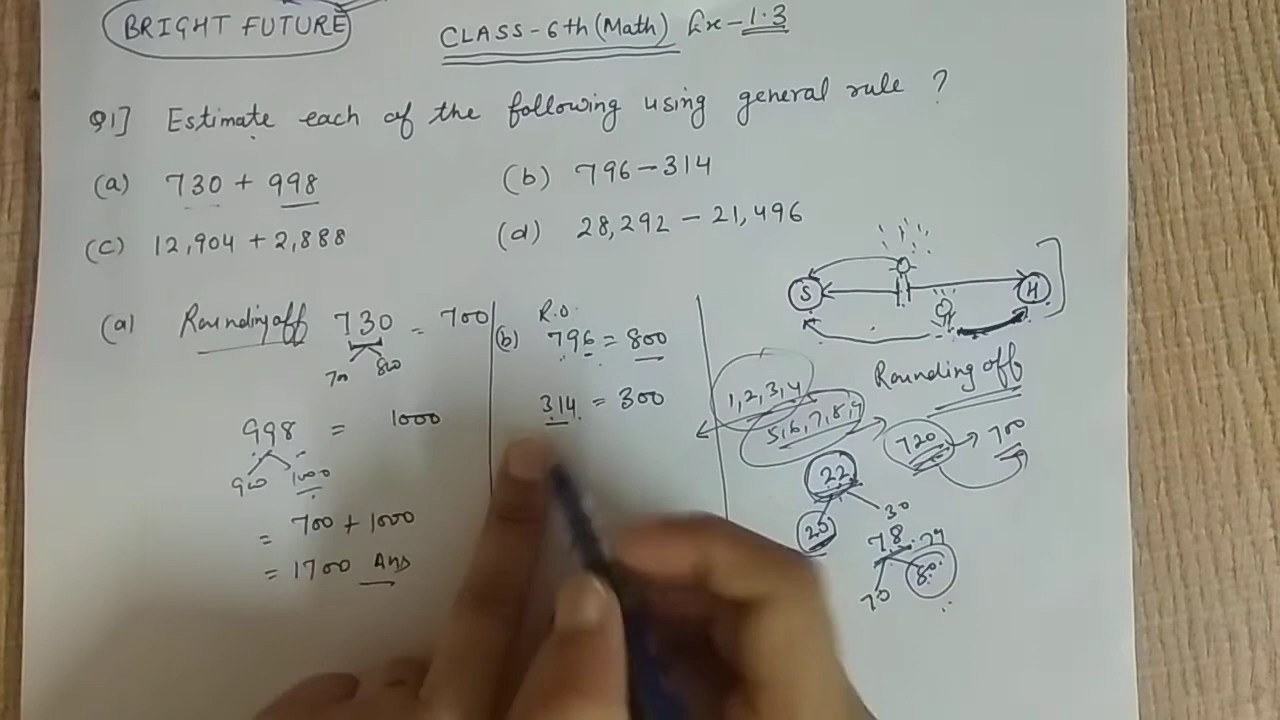 BRIGHT FUTURE
CLASS-6th (Math) Ex-1.3
Q1] Estimate each of the following using general rule ?
(a) 730 + 998
(b) 796-314
(c) 12,904 + 2,888
(d) 28,292 - 21,496
(a) Rounding off 730 = 700
700 800
998 = 1000
900 1000
= 700 + 1000
= 1700 Ans
R.O.
(b) 796 = 800
314 = 300
S H
Rounding off
1,2,3,4
5,6,7,8,9
720 → 700
22
20 30
78
70 80